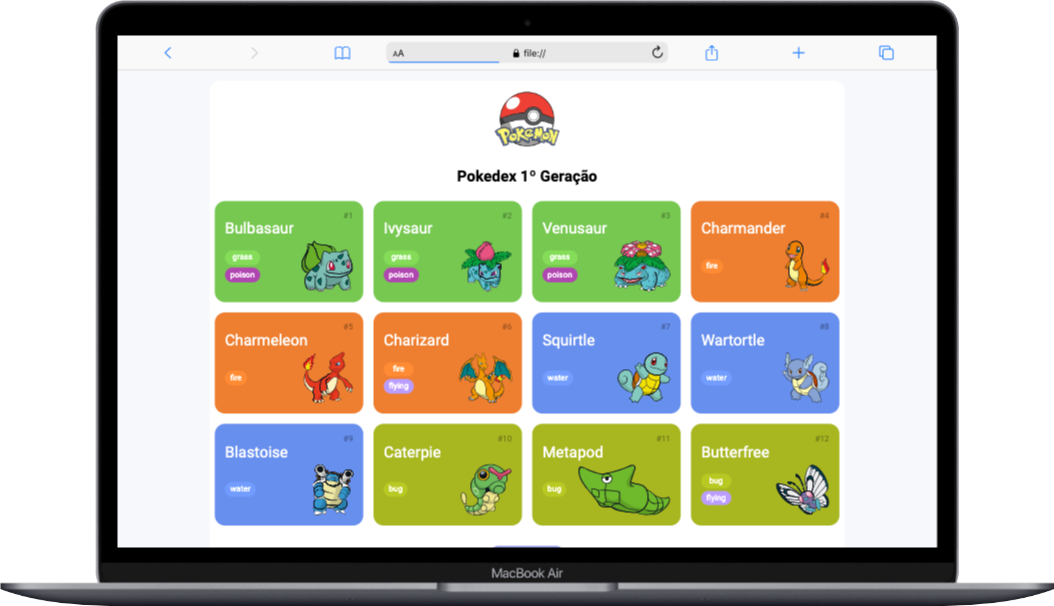 AA
file://
POKéMON
Pokedex 1º Geração
#1
Bulbasaur
grass
poison
#2
Ivysaur
grass
poison
#3
Venusaur
grass
poison
#4
Charmander
fire
#5
Charmeleon
fire
#6
Charizard
fire
flying
#7
Squirtle
water
#8
Wartortle
water
#9
Blastoise
water
#10
Caterpie
bug
#11
Metapod
bug
#12
Butterfree
bug
flying
MacBook Air